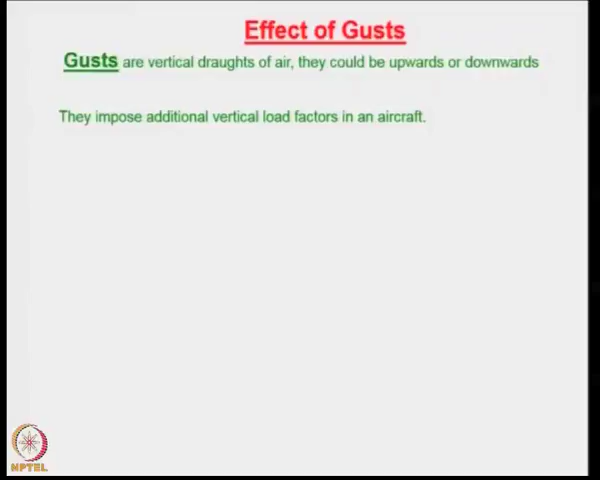 Effect of Gusts
Gusts are vertical draughts of air, they could be upwards or downwards
They impose additional vertical load factors in an aircraft.
NPTEL